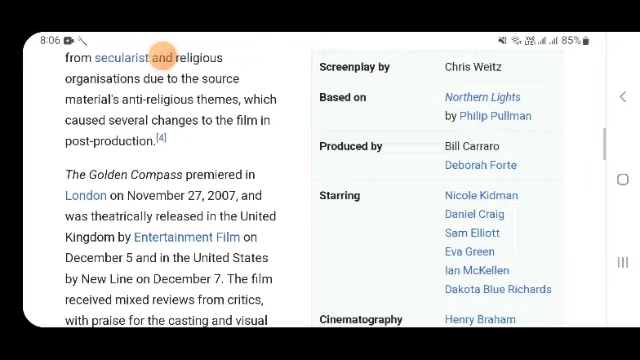 8:06
85%
from secularist and religious
organisations due to the source
material's anti-religious themes, which
caused several changes to the film in
post-production.[4]
The Golden Compass premiered in
London on November 27, 2007, and
was theatrically released in the United
Kingdom by Entertainment Film on
December 5 and in the United States
by New Line on December 7. The film
received mixed reviews from critics,
with praise for the casting and visual
Screenplay by Chris Weitz
Based on Northern Lights
by Philip Pullman
Produced by Bill Carraro
Deborah Forte
Starring Nicole Kidman
Daniel Craig
Sam Elliott
Eva Green
Ian McKellen
Dakota Blue Richards
Cinematography Henry Braham